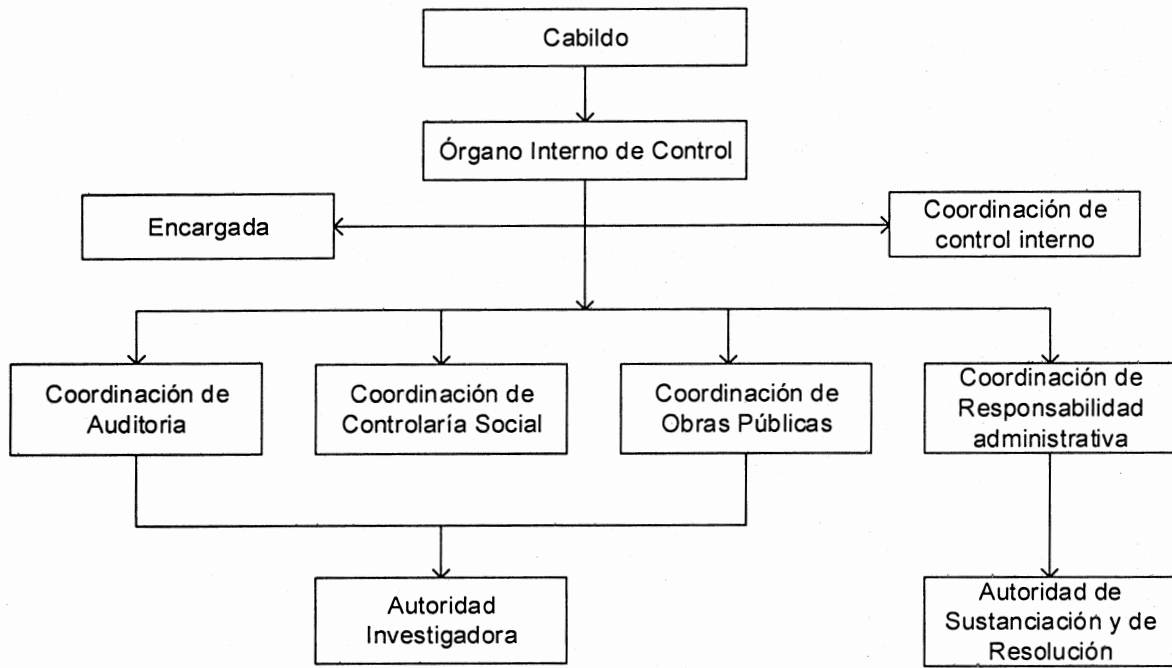 Cabildo
Órgano Interno de Control
Encargada
Coordinación de
control interno
Coordinación de
Auditoria
Coordinación de
Controlaría Social
Coordinación de
Obras Públicas
Coordinación de
Responsabilidad
administrativa
Autoridad
Investigadora
Autoridad de
Sustanciación y de
Resolución